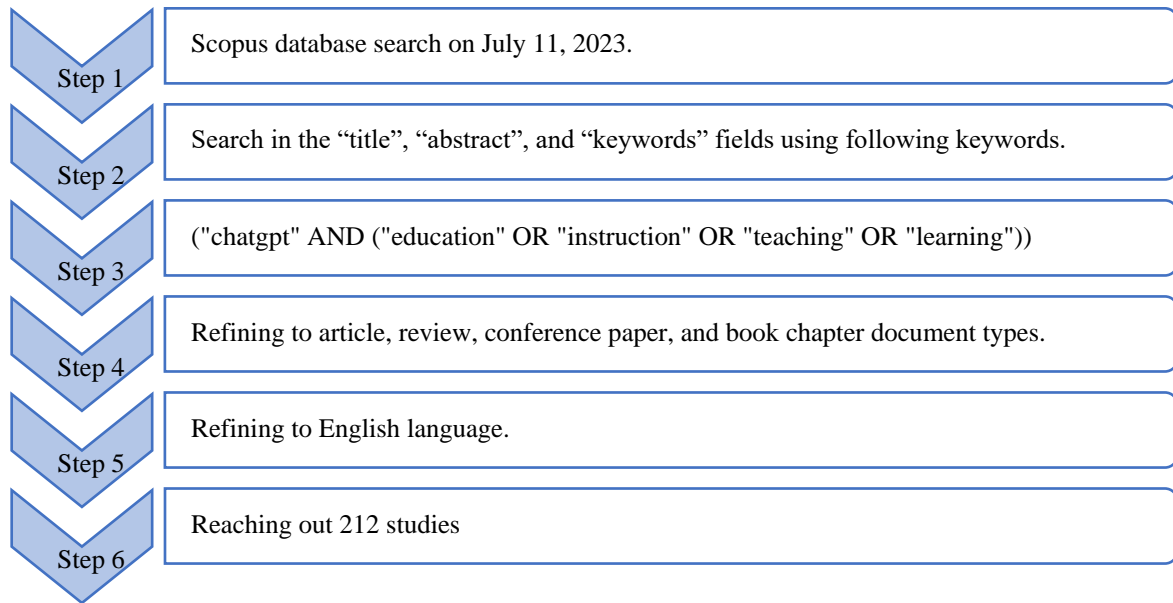 Step 1
Scopus database search on July 11, 2023.
Step 2
Search in the “title”, “abstract”, and “keywords” fields using following keywords.
Step 3
("chatgpt" AND ("education" OR "instruction" OR "teaching" OR "learning"))
Step 4
Refining to article, review, conference paper, and book chapter document types.
Step 5
Refining to English language.
Step 6
Reaching out 212 studies